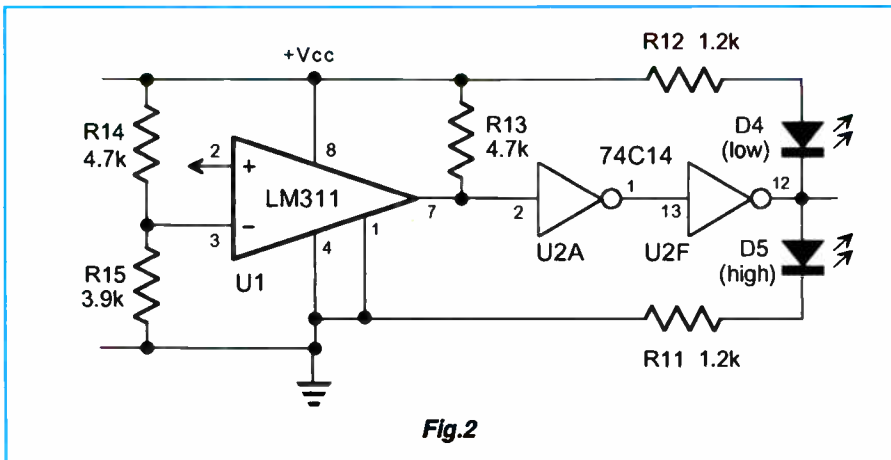 +Vcc
R12 1.2k
R14
4.7k
2
+
8
LM311
R13
4.7k
74C14
D4
(low)
7
2
1
13
12
3
-
4
1
U1
U2A
U2F
D5
(high)
R15
3.9k
R11 1.2k
Fig.2